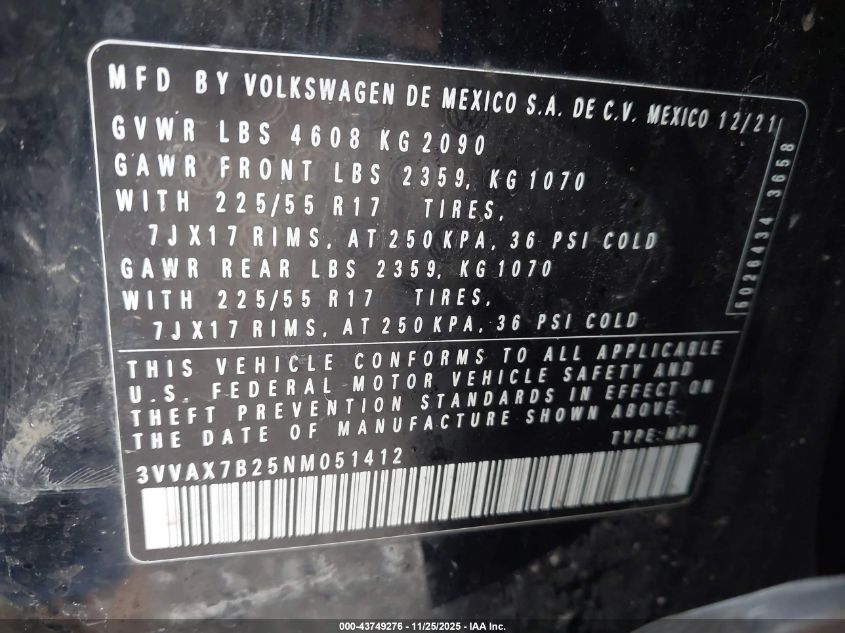 MFD BY VOLKSWAGEN DE MEXICO S.A. DE C.V. MEXICO 12/21
GVWR LBS 4608 KG 2090
GAWR FRONT LBS 2359, KG 1070
WITH 225/55 R17 TIRES,
7JX17 RIMS, AT 250 KPA, 36 PSI COLD
GAWR REAR LBS 2359, KG 1070
WITH 225/55 R17 TIRES,
7JX17 RIMS, AT 250 KPA, 36 PSI COLD
6026434 3658
THIS VEHICLE CONFORMS TO ALL APPLICABLE
U.S. FEDERAL MOTOR VEHICLE SAFETY AND
THEFT PREVENTION STANDARDS IN EFFECT ON
THE DATE OF MANUFACTURE SHOWN ABOVE.
TYPE: MPV
3VVAX7B25NM051412
000-43749276 - 11/25/2025 - IAA Inc.